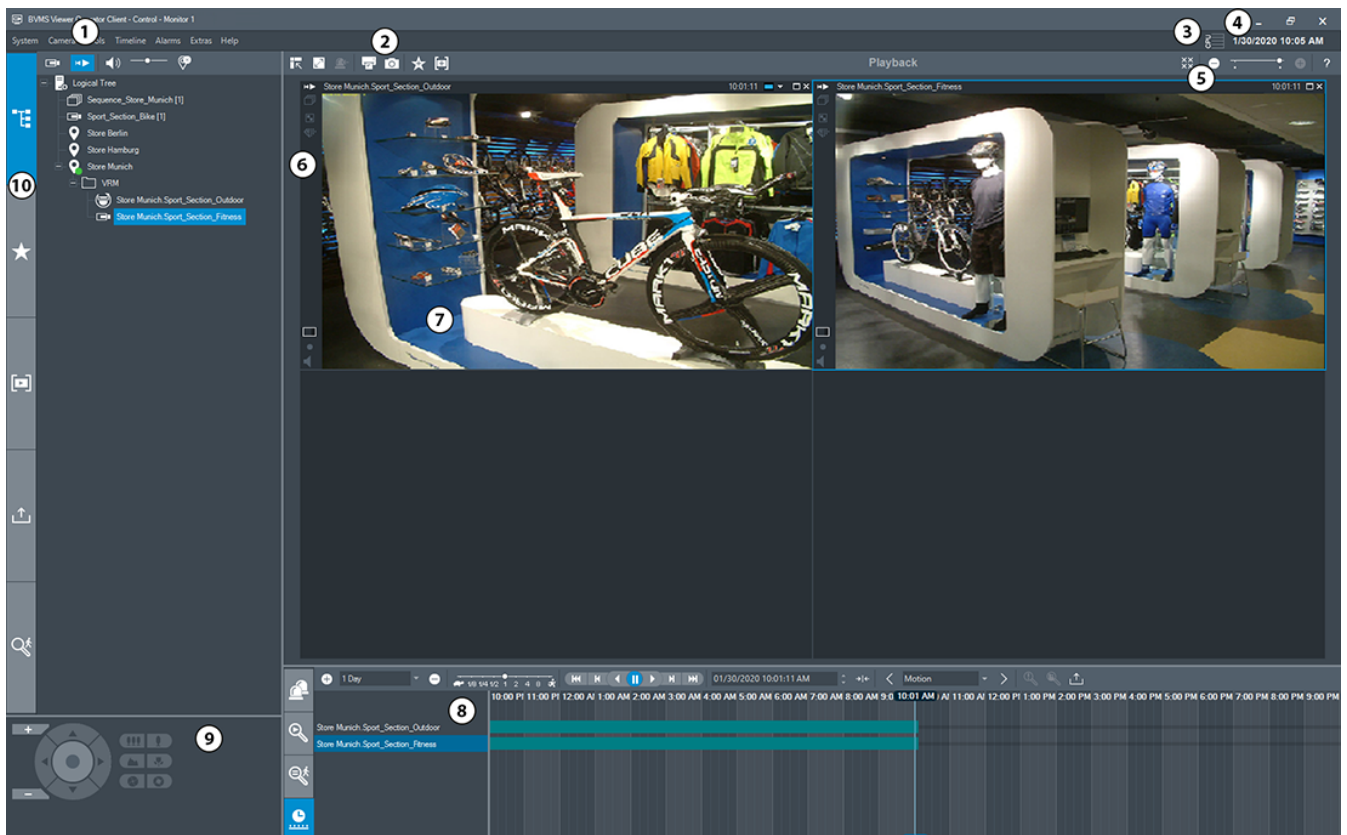 BVMS Viewer Operator Client - Control - Monitor 1
1
4
System Camera Tools Timeline Alarms Extras Help
2
3
1/30/2020 10:05 AM
Playback
5
?
Logical Tree
Sequence_Store_Munich [1]
Sport_Section_Bike [1]
Store Berlin
Store Hamburg
Store Munich
VRM
Store Munich.Sport_Section_Outdoor
Store Munich.Sport_Section_Fitness
Store Munich.Sport_Section_Outdoor 10:01:11
Store Munich.Sport_Section_Fitness 10:01:11
6
10
7
CUBE
1 Day
1/8 1/4 1/2 1 2 4 8
01/30/2020 10:01:11 AM
Motion
10:00 PM 11:00 PM 12:00 AM 1:00 AM 2:00 AM 3:00 AM 4:00 AM 5:00 AM 6:00 AM 7:00 AM 8:00 AM 9:0 10:01 AM AM 11:00 AM 12:00 PM 1:00 PM 2:00 PM 3:00 PM 4:00 PM 5:00 PM 6:00 PM 7:00 PM 8:00 PM 9:00 PM
8
Store Munich.Sport_Section_Outdoor
Store Munich.Sport_Section_Fitness
9